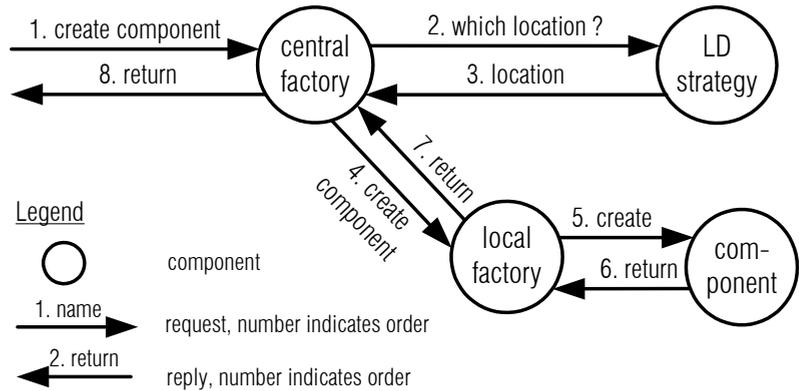 1. create component
2. which location ?
central
factory
LD
strategy
8. return
3. location
4. create
component
7. return
Legend
component
local
factory
5. create
6. return
com-
ponent
1. name
request, number indicates order
2. return
reply, number indicates order